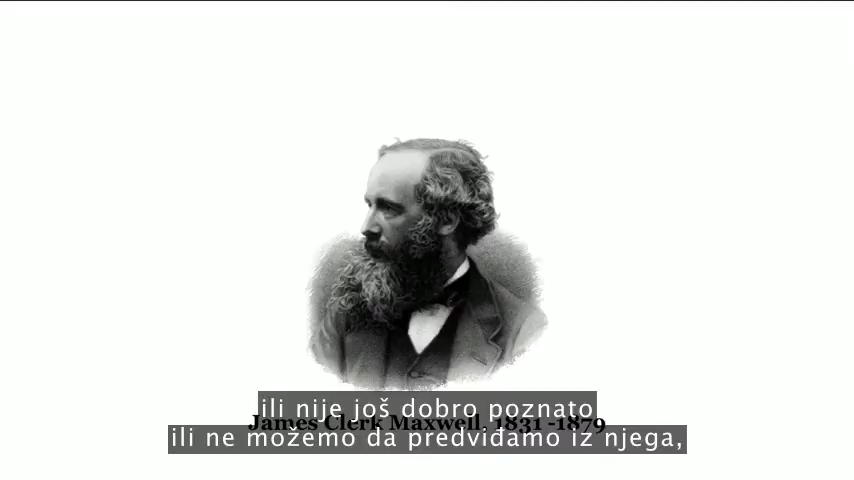 ili nije još dobro poznato
James Clerk Maxwell, 1831 -1879
ili ne možemo da predviđamo iz njega,